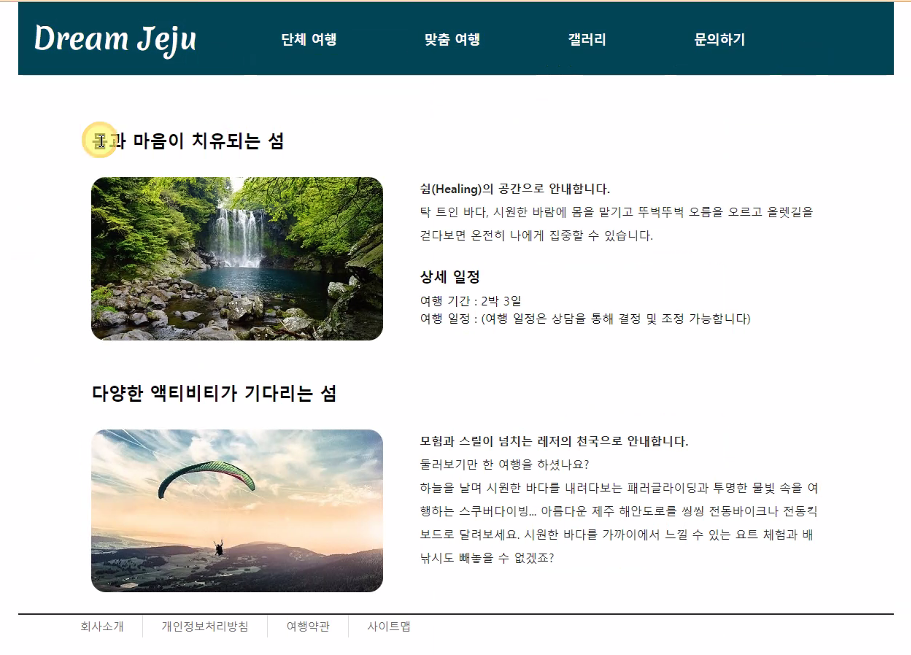 Dream Jeju
단체 여행 맞춤 여행 갤러리 문의하기
몸과 마음이 치유되는 섬
쉼(Healing)의 공간으로 안내합니다.
탁 트인 바다, 시원한 바람에 몸을 맡기고 뚜벅뚜벅 오름을 오르고 올렛길을
걷다보면 온전히 나에게 집중할 수 있습니다.
상세 일정
여행 기간 : 2박 3일
여행 일정 : (여행 일정은 상담을 통해 결정 및 조정 가능합니다)
다양한 액티비티가 기다리는 섬
모험과 스릴이 넘치는 레저의 천국으로 안내합니다.
둘러보기만 한 여행을 하셨나요?
하늘을 날며 시원한 바다를 내려다보는 패러글라이딩과 투명한 물빛 속을 여
행하는 스쿠버다이빙... 아름다운 제주 해안도로를 씽씽 전동바이크나 전동킥
보드로 달려보세요. 시원한 바다를 가까이에서 느낄 수 있는 요트 체험과 배
낚시도 빼놓을 수 없겠죠?
회사소개 개인정보처리방침 여행약관 사이트맵